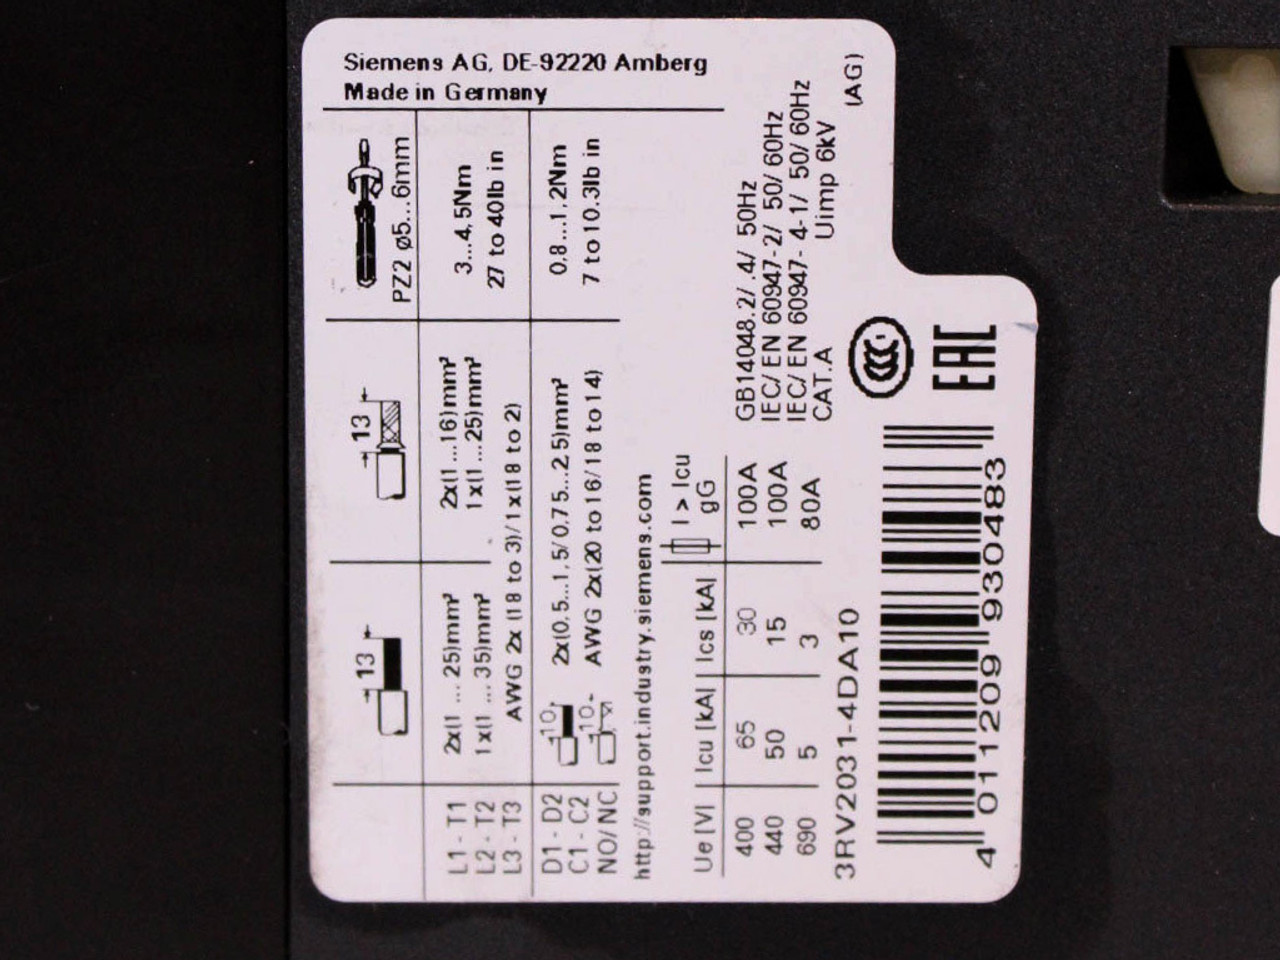 Siemens AG, DE-92220 Amberg
Made in Germany
13
13
PZ2 ø5...6mm
L1 - T1
L2 - T2
L3 - T3
2x(1 ... 25)mm²
1x(1 ... 35)mm²
2x(1 ...16)mm²
1x(1 ...25)mm²
AWG 2x (18 to 3)/1x(18 to 2)
3...4,5Nm
27 to 40lb in
D1 - D2
C1 - C2
NO/NC
10
10
2x(0,5...1,5/0,75...2,5)mm²
AWG 2x(20 to 16/18 to 14)
0,8...1,2Nm
7 to 10.3lb in
http://support.industry.siemens.com
Ue [V] Icu [kA] Ics [kA] I > Icu
gG
400 65 30 100A
440 50 15 100A
690 5 3 80A
GB14048.2/.4/ 50Hz
IEC/ EN 60947-2/ 50/60Hz
IEC/ EN 60947- 4-1/ 50/60Hz
CAT.A Uimp 6kV
(AG)
3RV2031-4DA10
CCC
EAC
4 011209 930483